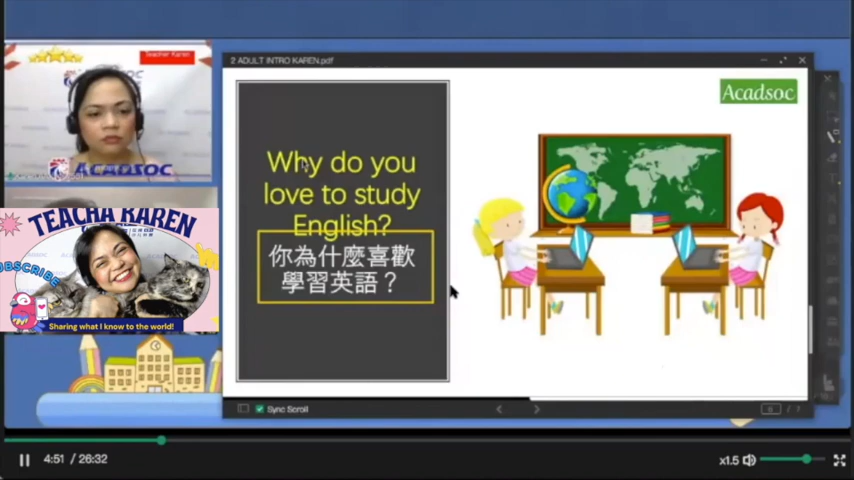 Teacher Karen
ACADSOC
TEACHA KAREN
SUBSCRIBE
Sharing what I know to the world!
2 ADULT INTRO KAREN.pdf
Acadsoc
Why do you
love to study
English?
你為什麼喜歡
學習英語？
Sync Scroll
/ 7
4:51 / 26:32
x1.5